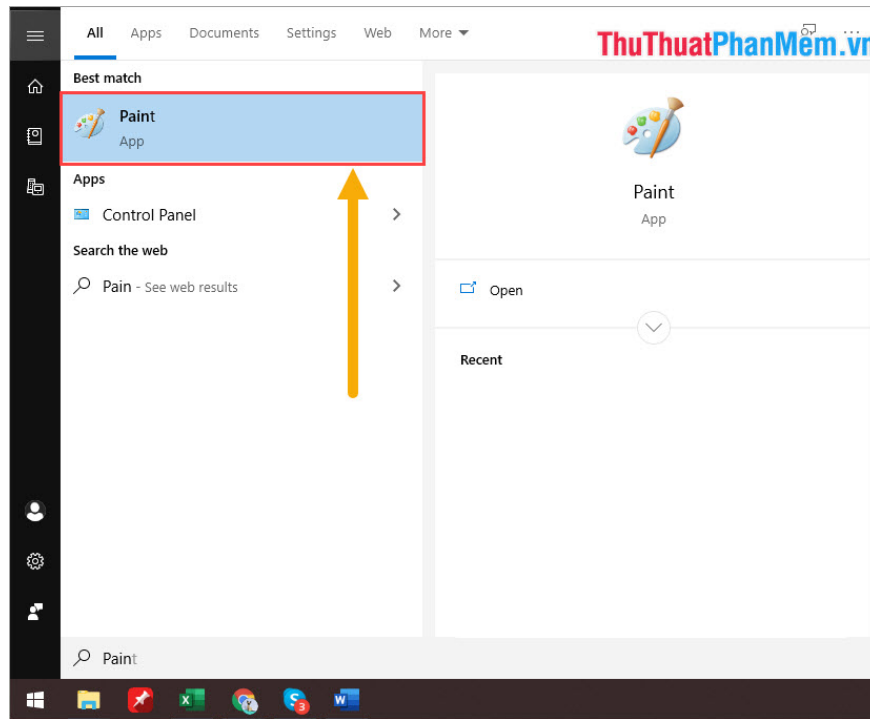 All Apps Documents Settings Web More
ThuThuatPhanMem.vn
Best match
Paint
App
Apps
Control Panel
Search the web
Pain - See web results
Paint
App
Open
Recent
Paint
3